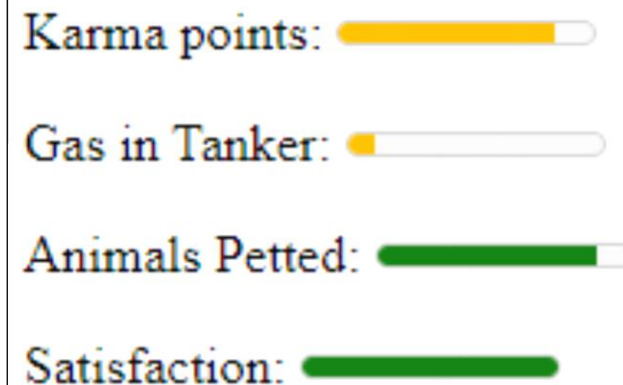 Karma points:
Gas in Tanker:
Animals Petted:
Satisfaction: